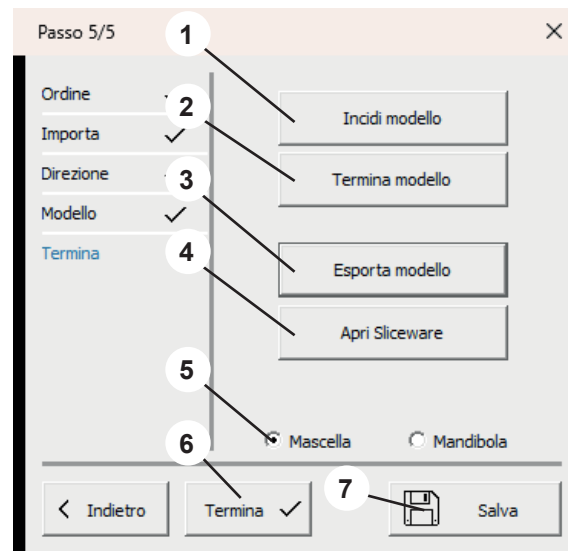 Passo 5/5
1
Ordine
Incidi modello
2
Importa
Direzione
Termina modello
3
Modello
Termina
4
Esporta modello
Apri Sliceware
5
Mascella
Mandibola
6
7
Indietro
Termina
Salva